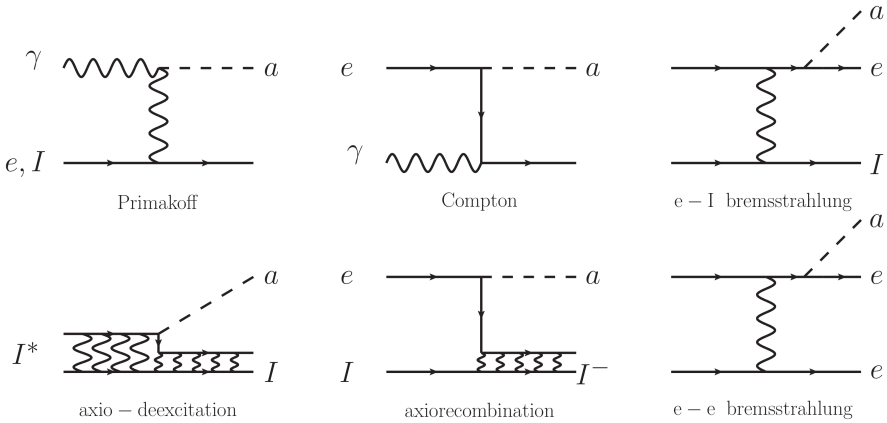 γ
a
e, I
Primakoff
e
a
γ
Compton
a
e
I
e − I bremsstrahlung
I*
a
I
axio − deexcitation
e
a
I
I⁻
axiorecombination
a
e
e
e − e bremsstrahlung